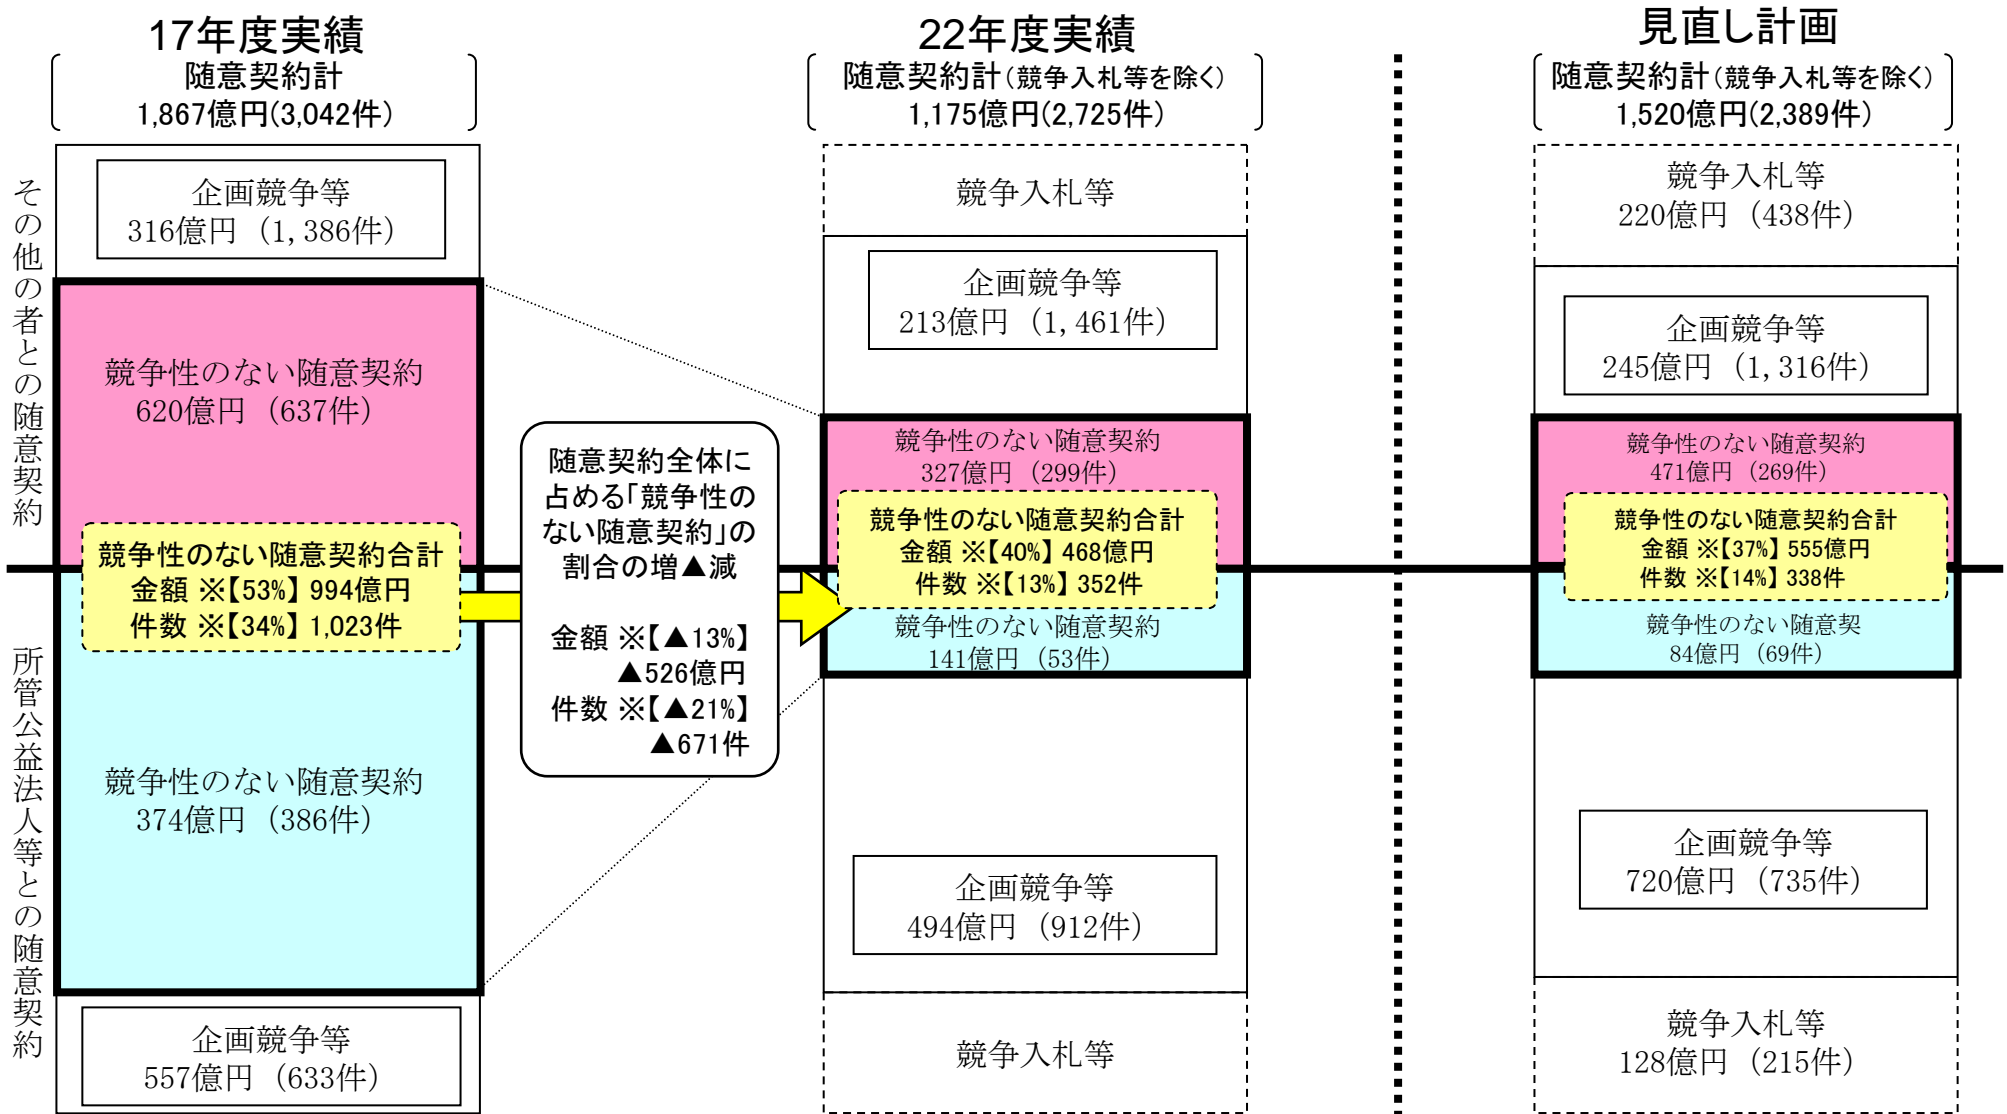 17年度実績
随意契約計
1,867億円(3,042件)
22年度実績
随意契約計(競争入札等を除く)
1,175億円(2,725件)
見直し計画
随意契約計(競争入札等を除く)
1,520億円(2,389件)
その他の者との随意契約
所管公益法人等との随意契約
企画競争等
316億円（1,386件）
競争性のない随意契約
620億円（637件）
競争性のない随意契約合計
金額 ※【53%】 994億円
件数 ※【34%】 1,023件
競争性のない随意契約
374億円（386件）
企画競争等
557億円（633件）
随意契約全体に
占める「競争性の
ない随意契約」の
割合の増▲減
金額 ※【▲13%】
▲526億円
件数 ※【▲21%】
▲671件
競争入札等
企画競争等
213億円（1,461件）
競争性のない随意契約
327億円（299件）
競争性のない随意契約合計
金額 ※【40%】 468億円
件数 ※【13%】 352件
競争性のない随意契約
141億円（53件）
企画競争等
494億円（912件）
競争入札等
競争入札等
220億円（438件）
企画競争等
245億円（1,316件）
競争性のない随意契約
471億円（269件）
競争性のない随意契約合計
金額 ※【37%】 555億円
件数 ※【14%】 338件
競争性のない随意契
84億円（69件）
企画競争等
720億円（735件）
競争入札等
128億円（215件）